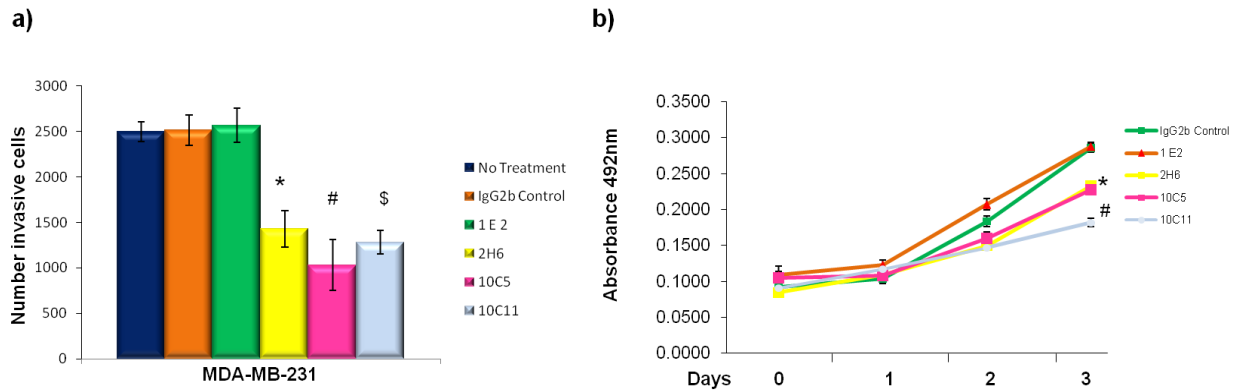 a)
Number invasive cells
3000
2500
2000
1500
1000
500
0
*
#
$
MDA-MB-231
No Treatment
IgG2b Control
1 E 2
2H6
10C5
10C11
b)
Absorbance 492nm
0.3500
0.3000
0.2500
0.2000
0.1500
0.1000
0.0500
0.0000
*
#
Days 0 1 2 3
IgG2b Control
1 E2
2H6
10C5
10C11